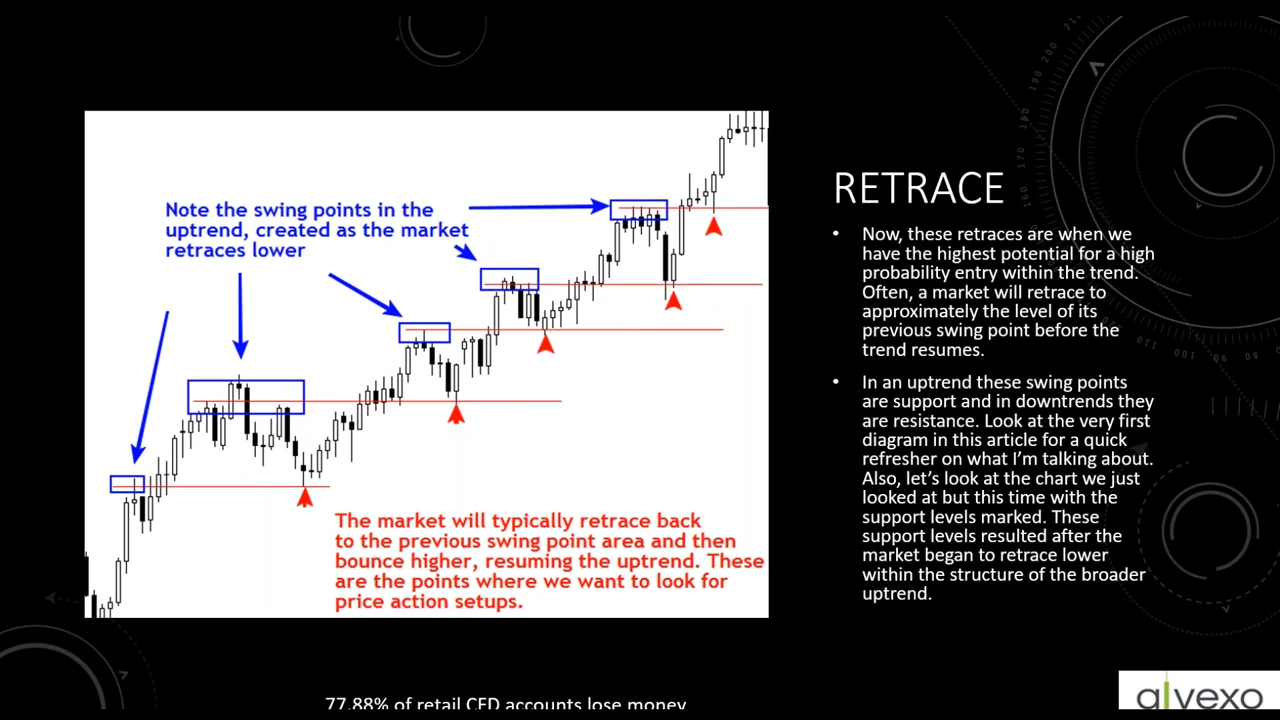 Note the swing points in the
uptrend, created as the market
retraces lower
The market will typically retrace back
to the previous swing point area and then
bounce higher, resuming the uptrend. These
are the points where we want to look for
price action setups.
RETRACE
• Now, these retraces are when we
have the highest potential for a high
probability entry within the trend.
Often, a market will retrace to
approximately the level of its
previous swing point before the
trend resumes.
• In an uptrend these swing points
are support and in downtrends they
are resistance. Look at the very first
diagram in this article for a quick
refresher on what I'm talking about.
Also, let's look at the chart we just
looked at but this time with the
support levels marked. These
support levels resulted after the
market began to retrace lower
within the structure of the broader
uptrend.
77.88% of retail CFD accounts lose money
alvexo